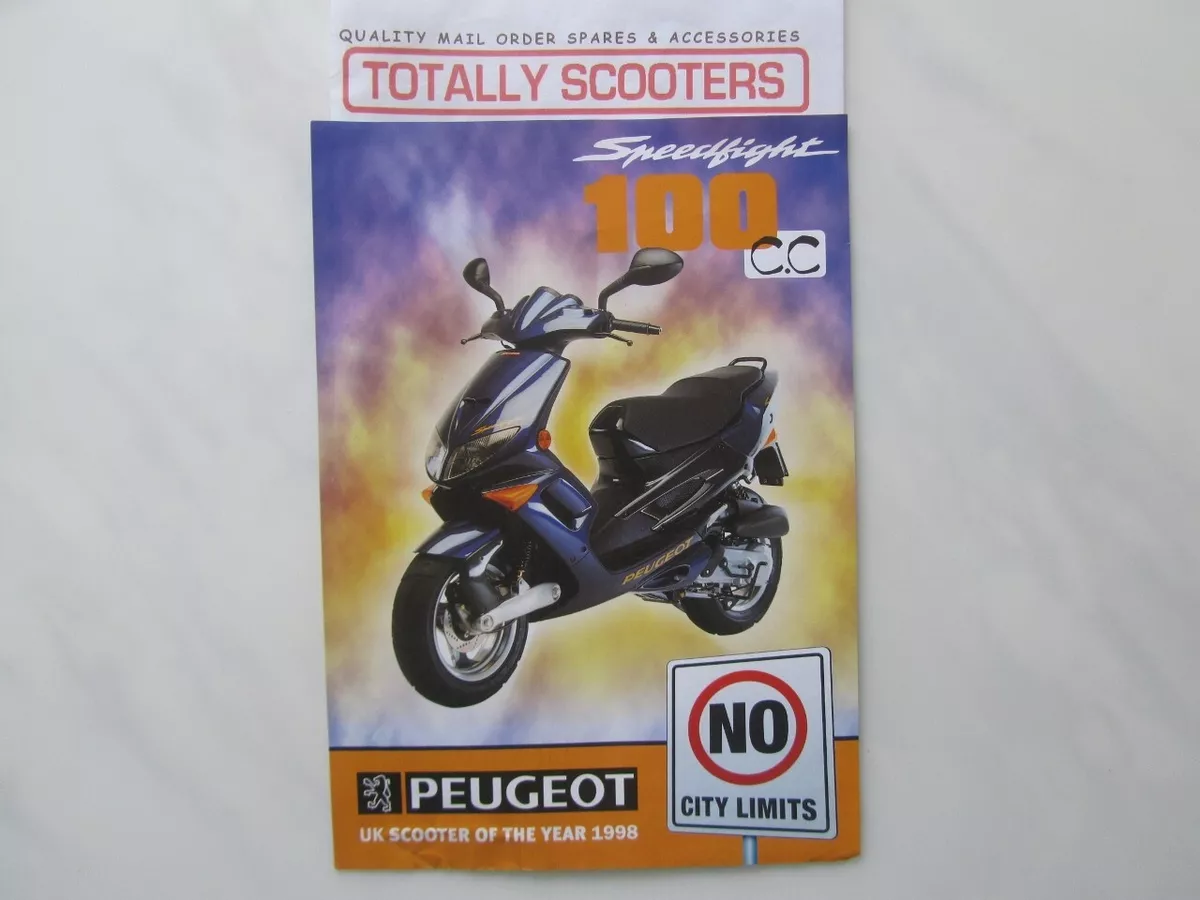 QUALITY MAIL ORDER SPARES & ACCESSORIES
TOTALLY SCOOTERS
Speedfight
100
C.C
PEUGEOT
NO
CITY LIMITS
PEUGEOT
UK SCOOTER OF THE YEAR 1998